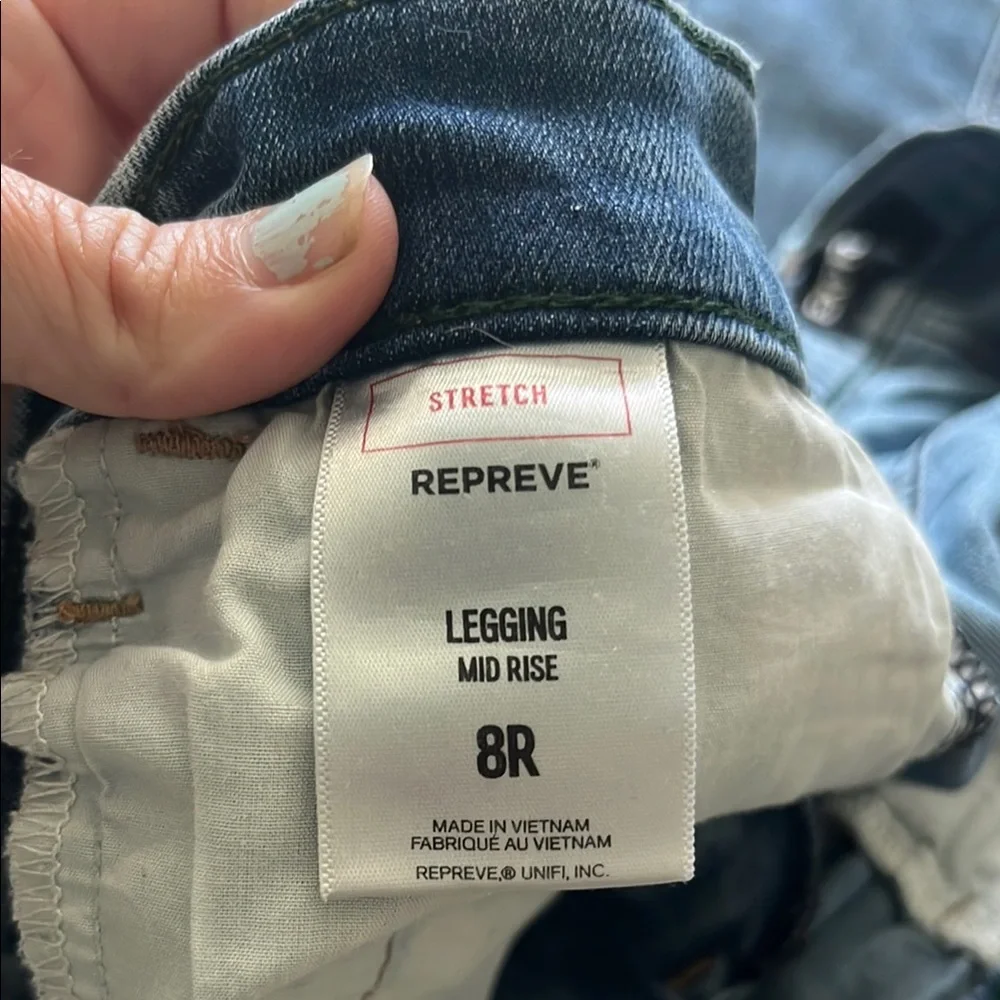 STRETCH
REPREVE®
LEGGING
MID RISE
8R
MADE IN VIETNAM
FABRIQUÉ AU VIETNAM
REPREVE,® UNIFI, INC.